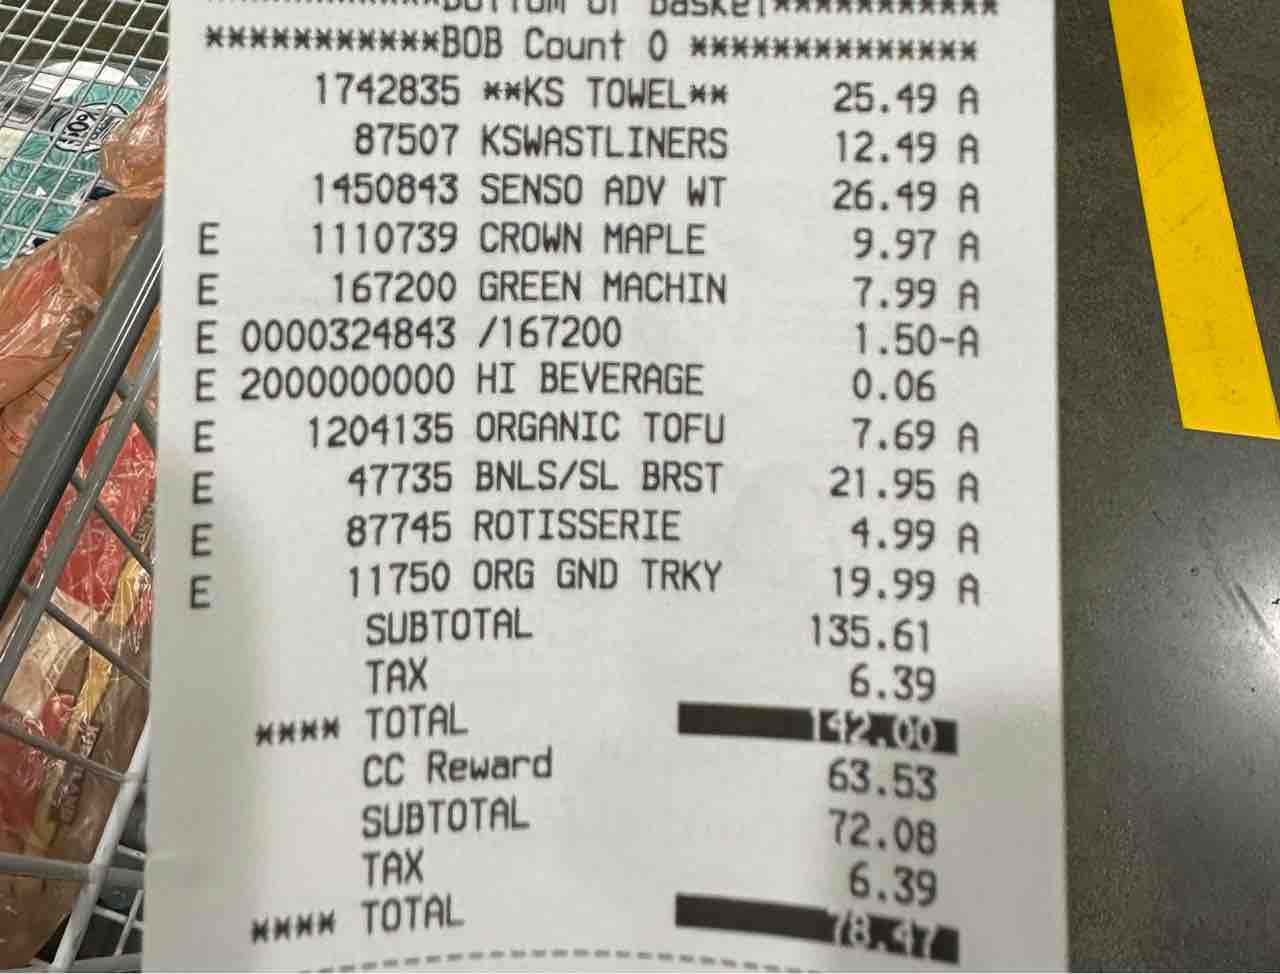 ************Bottom of Basket***********
***********BOB Count 0 **************
1742835 **KS TOWEL** 25.49 A
87507 KSWASTLINERS 12.49 A
1450843 SENSO ADV WT 26.49 A
E 1110739 CROWN MAPLE 9.97 A
E 167200 GREEN MACHIN 7.99 A
E 0000324843 /167200 1.50-A
E 2000000000 HI BEVERAGE 0.06
E 1204135 ORGANIC TOFU 7.69 A
E 47735 BNLS/SL BRST 21.95 A
E 87745 ROTISSERIE 4.99 A
E 11750 ORG GND TRKY 19.99 A
SUBTOTAL 135.61
TAX 6.39
**** TOTAL 142.00
CC Reward 63.53
SUBTOTAL 72.08
TAX 6.39
**** TOTAL 78.47